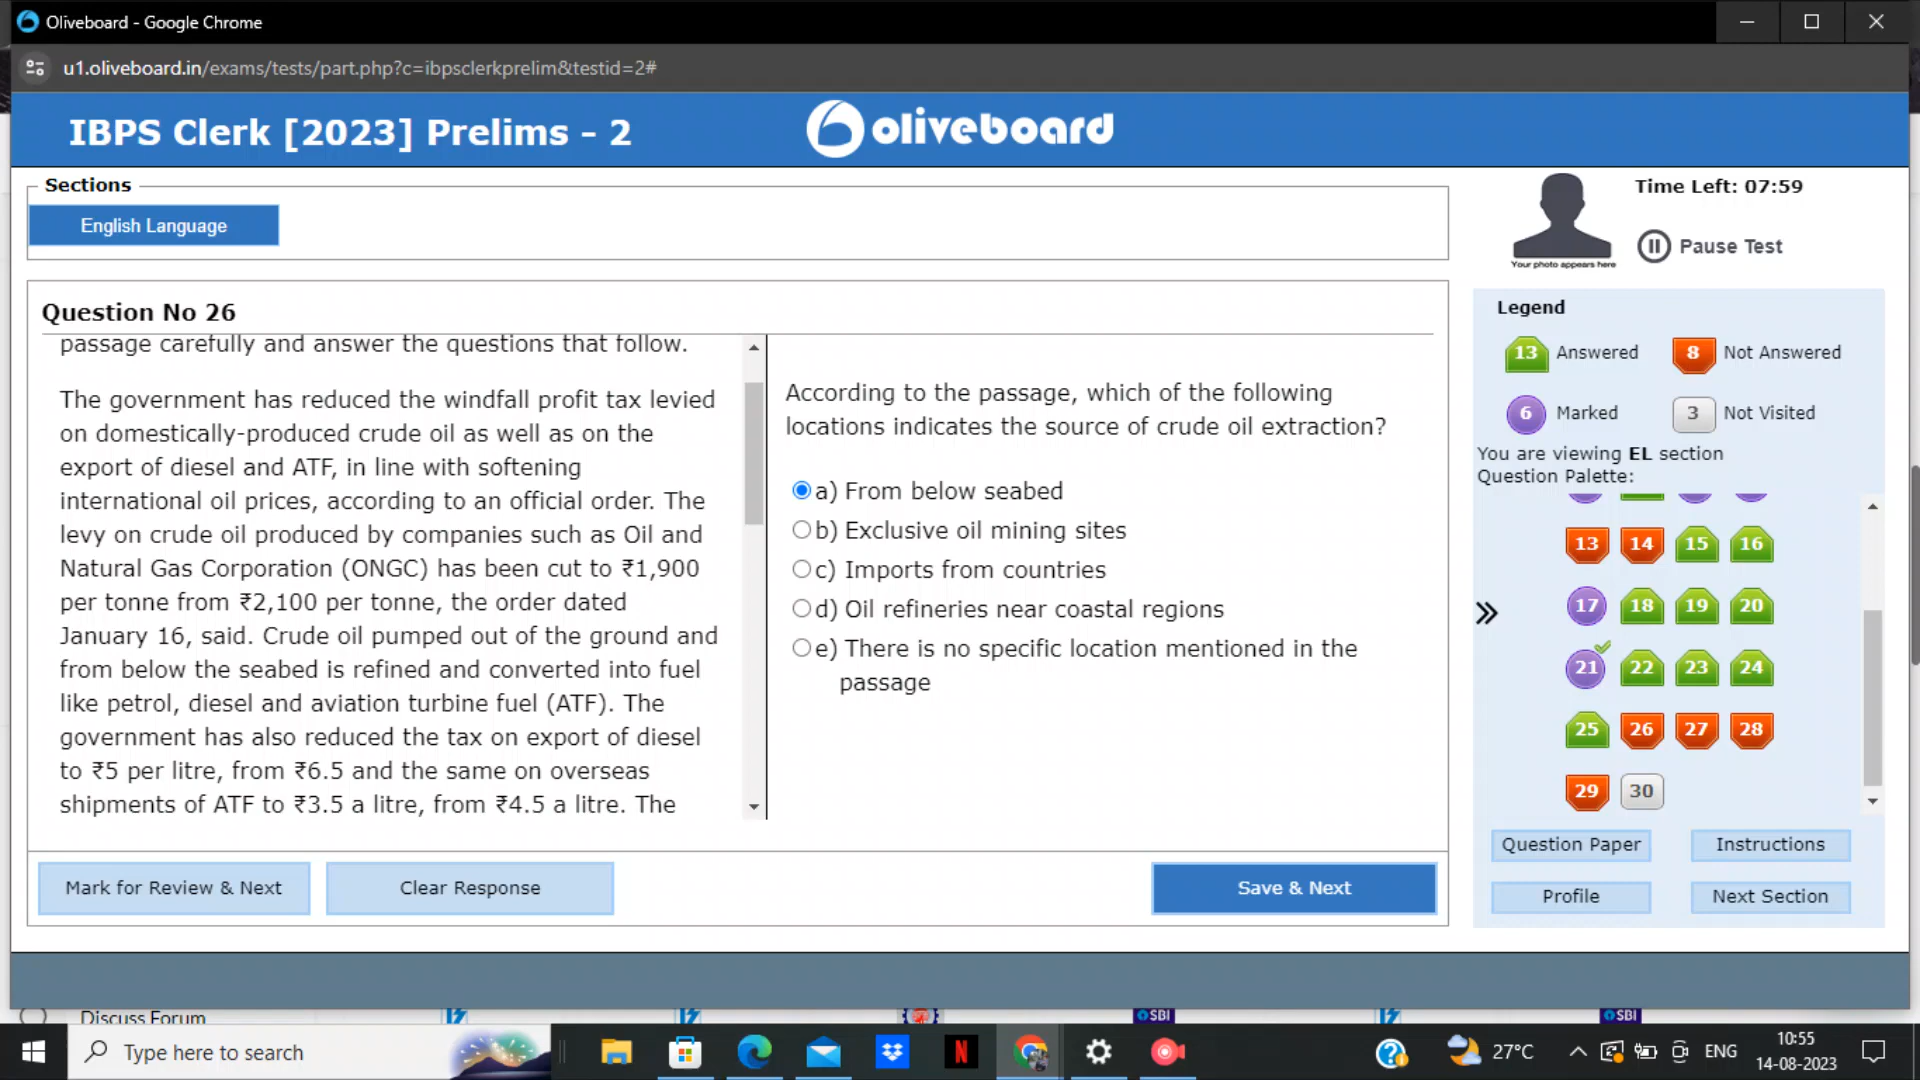 Oliveboard - Google Chrome
u1.oliveboard.in/exams/tests/part.php?c=ibpsclerkprelim&testid=2#
IBPS Clerk [2023] Prelims - 2
oliveboard
Sections
English Language
Your photo appears here
Time Left: 07:59
Pause Test
Question No 26
passage carefully and answer the questions that follow.
The government has reduced the windfall profit tax levied
on domestically-produced crude oil as well as on the
export of diesel and ATF, in line with softening
international oil prices, according to an official order. The
levy on crude oil produced by companies such as Oil and
Natural Gas Corporation (ONGC) has been cut to ₹1,900
per tonne from ₹2,100 per tonne, the order dated
January 16, said. Crude oil pumped out of the ground and
from below the seabed is refined and converted into fuel
like petrol, diesel and aviation turbine fuel (ATF). The
government has also reduced the tax on export of diesel
to ₹5 per litre, from ₹6.5 and the same on overseas
shipments of ATF to ₹3.5 a litre, from ₹4.5 a litre. The
According to the passage, which of the following
locations indicates the source of crude oil extraction?
a) From below seabed
b) Exclusive oil mining sites
c) Imports from countries
d) Oil refineries near coastal regions
e) There is no specific location mentioned in the
passage
Legend
13 Answered 8 Not Answered
6 Marked 3 Not Visited
You are viewing EL section
Question Palette:
13 14 15 16
17 18 19 20
21 22 23 24
25 26 27 28
29 30
Question Paper Instructions
Profile Next Section
Mark for Review & Next Clear Response Save & Next
Discuss Forum
SBI
SBI
Type here to search
27°C
ENG
10:55
14-08-2023